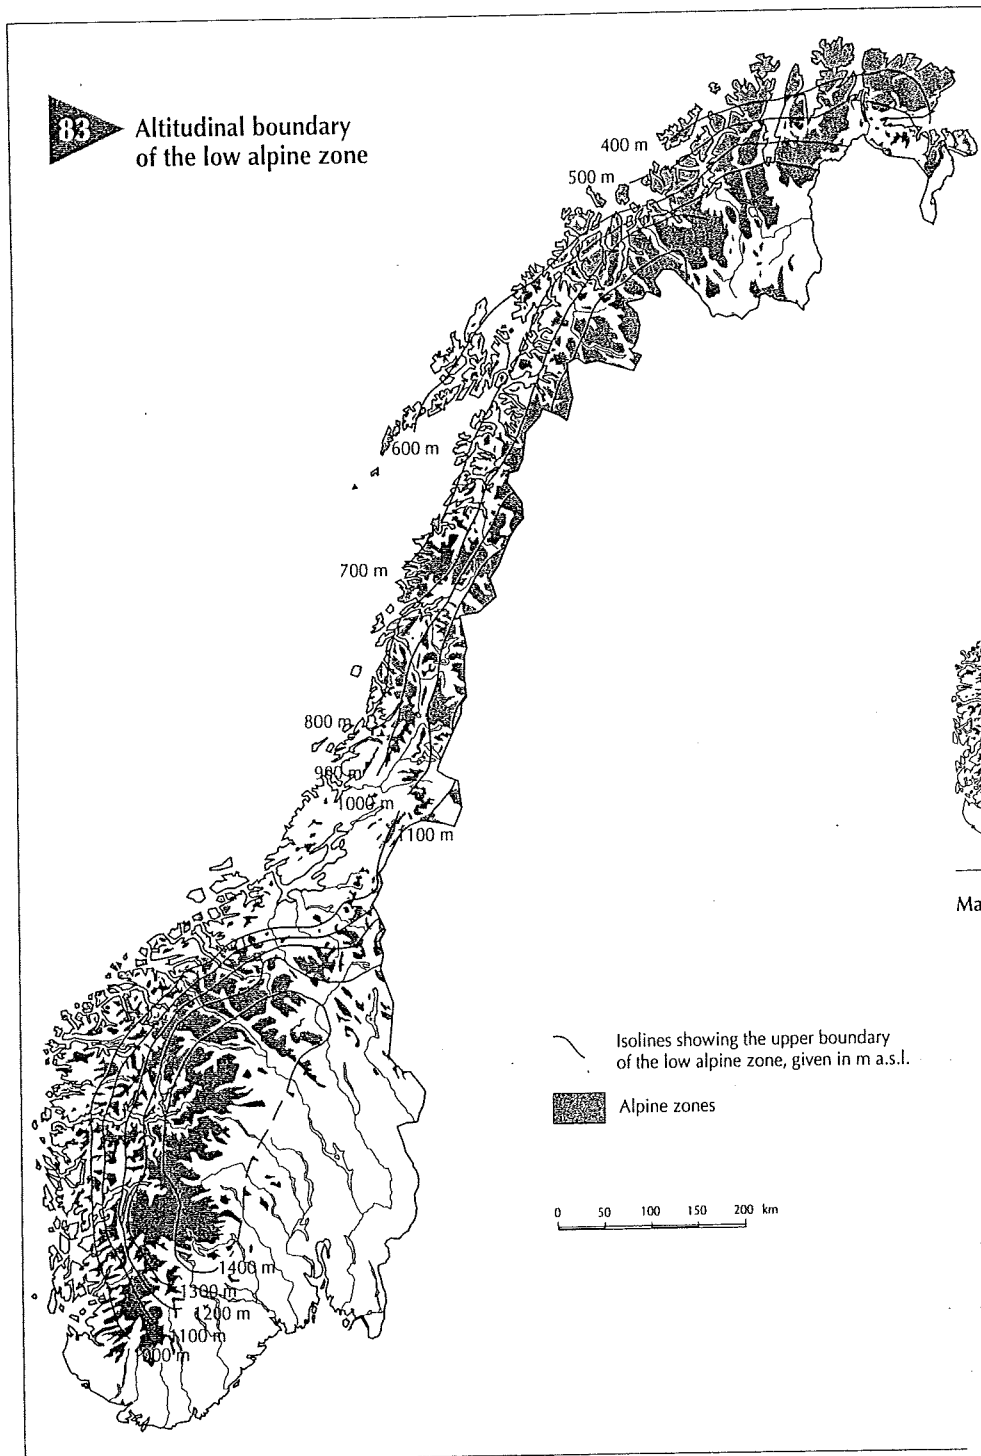 83
Altitudinal boundary
of the low alpine zone
400 m
500 m
600 m
700 m
800 m
900 m
1000 m
1100 m
Ma
Isolines showing the upper boundary
of the low alpine zone, given in m a.s.l.
Alpine zones
0 50 100 150 200 km
1400 m
1300 m
1200 m
1100 m